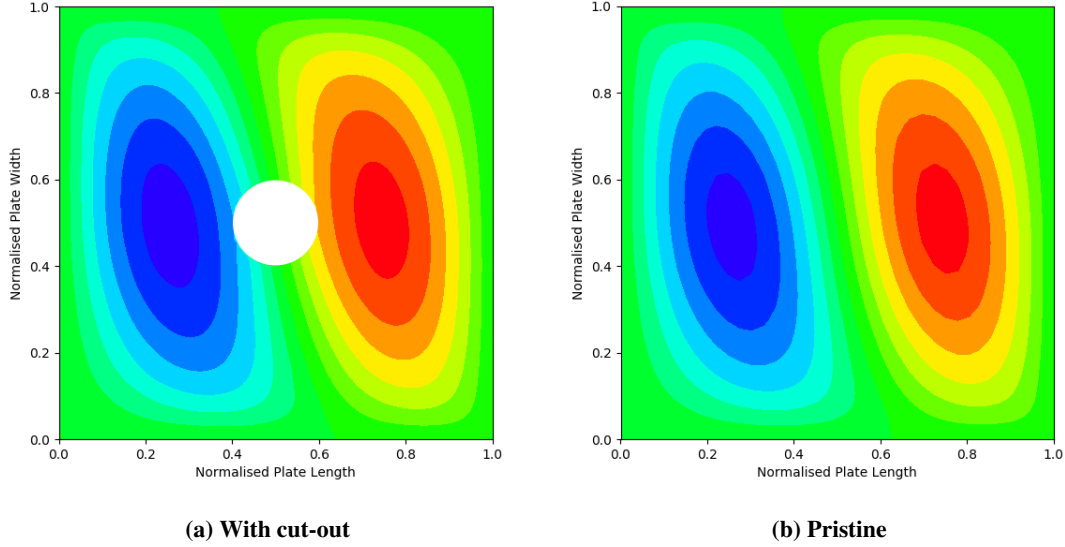 1.0
0.8
0.6
0.4
0.2
0.0
Normalised Plate Width
0.0 0.2 0.4 0.6 0.8 1.0
Normalised Plate Length
(a) With cut-out
1.0
0.8
0.6
0.4
0.2
0.0
Normalised Plate Width
0.0 0.2 0.4 0.6 0.8 1.0
Normalised Plate Length
(b) Pristine